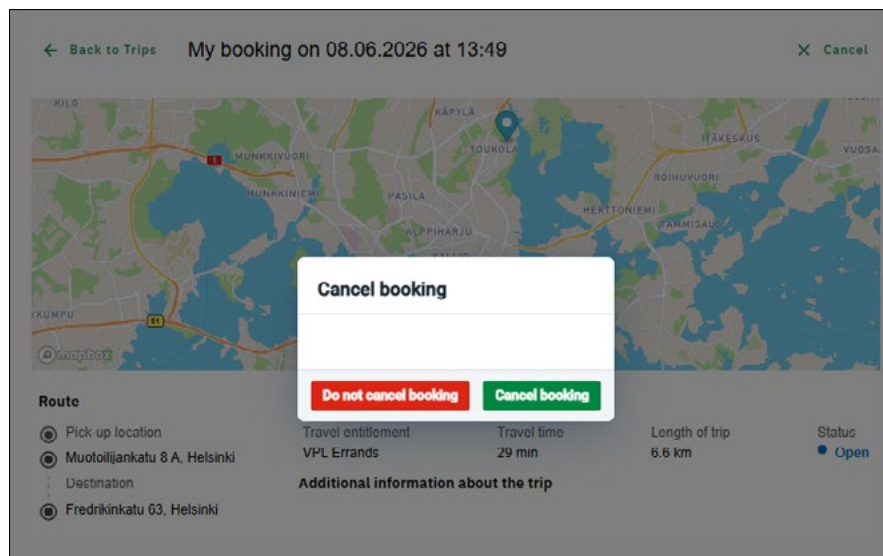 ← Back to Trips My booking on 08.06.2026 at 13:49 × Cancel
KILO
KÄPYLÄ
ITÄKESKUS
1
MUNKKIVUORI
TOUKOLA
VUOSA
ROIHUVUORI
MUNKKINIEMI
PASILA
HERTTONIEMI
TAMMISALO
ALPPIHARJU
KALLIO
Cancel booking
YKUMPU
51
mapbox
Do not cancel booking Cancel booking
Route
Pick-up location Travel entitlement Travel time Length of trip Status
Muotoilijankatu 8 A, Helsinki VPL Errands 29 min 6.6 km Open
Destination Additional information about the trip
Fredrikinkatu 63, Helsinki